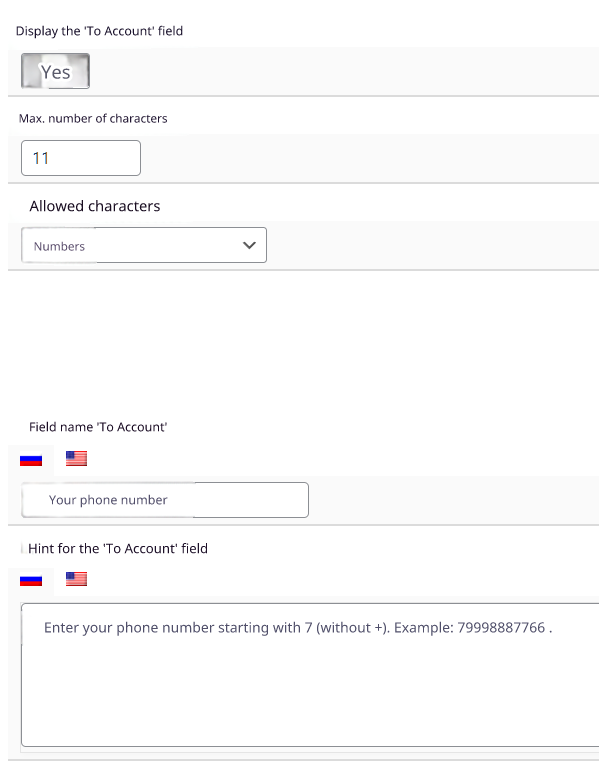 Display the 'To Account' field
Yes
Max. number of characters
11
Allowed characters
Numbers
Field name 'To Account'
Your phone number
Hint for the 'To Account' field
Enter your phone number starting with 7 (without +). Example: 79998887766 .